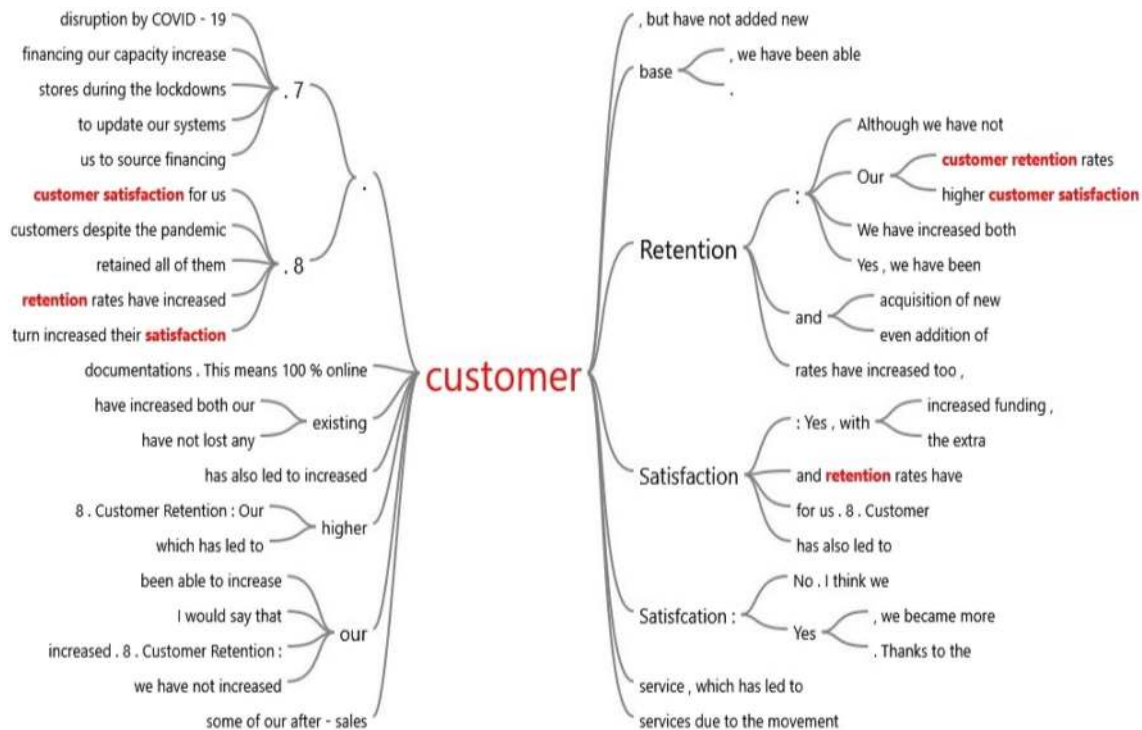 disruption by COVID - 19
financing our capacity increase
stores during the lockdowns
to update our systems
us to source financing
. 7
customer satisfaction for us
customers despite the pandemic
retained all of them
retention rates have increased
turn increased their satisfaction
. 8
.
documentations . This means 100 % online
have increased both our
have not lost any
existing
has also led to increased
8 . Customer Retention : Our
which has led to
higher
been able to increase
I would say that
increased . 8 . Customer Retention :
we have not increased
our
some of our after - sales
customer
, but have not added new
base
, we have been able
.
Retention
:
Although we have not
Our
customer retention rates
higher customer satisfaction
We have increased both
Yes , we have been
and
acquisition of new
even addition of
rates have increased too ,
Satisfaction
: Yes , with
increased funding ,
the extra
and retention rates have
for us . 8 . Customer
has also led to
Satisfcation :
No . I think we
Yes
, we became more
. Thanks to the
service , which has led to
services due to the movement